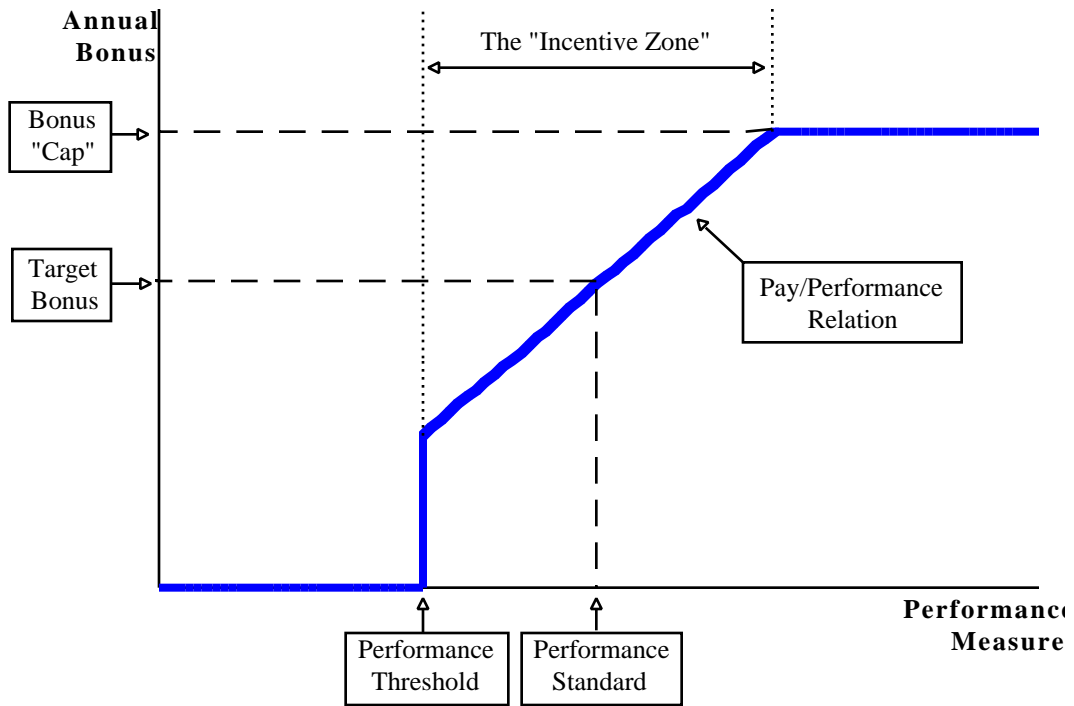 Annual
Bonus
The "Incentive Zone"
Bonus
"Cap"
Target
Bonus
Pay/Performance
Relation
Performance
Measure
Performance
Threshold
Performance
Standard